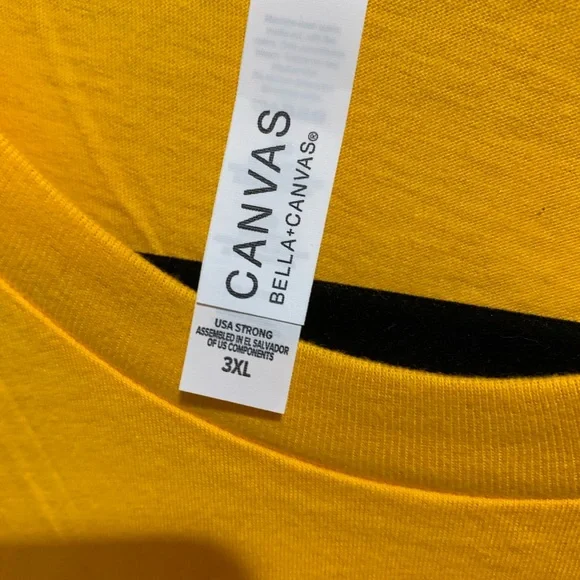 CANVAS
BELLA+CANVAS®
USA STRONG
ASSEMBLED IN EL SALVADOR
OF US COMPONENTS
3XL